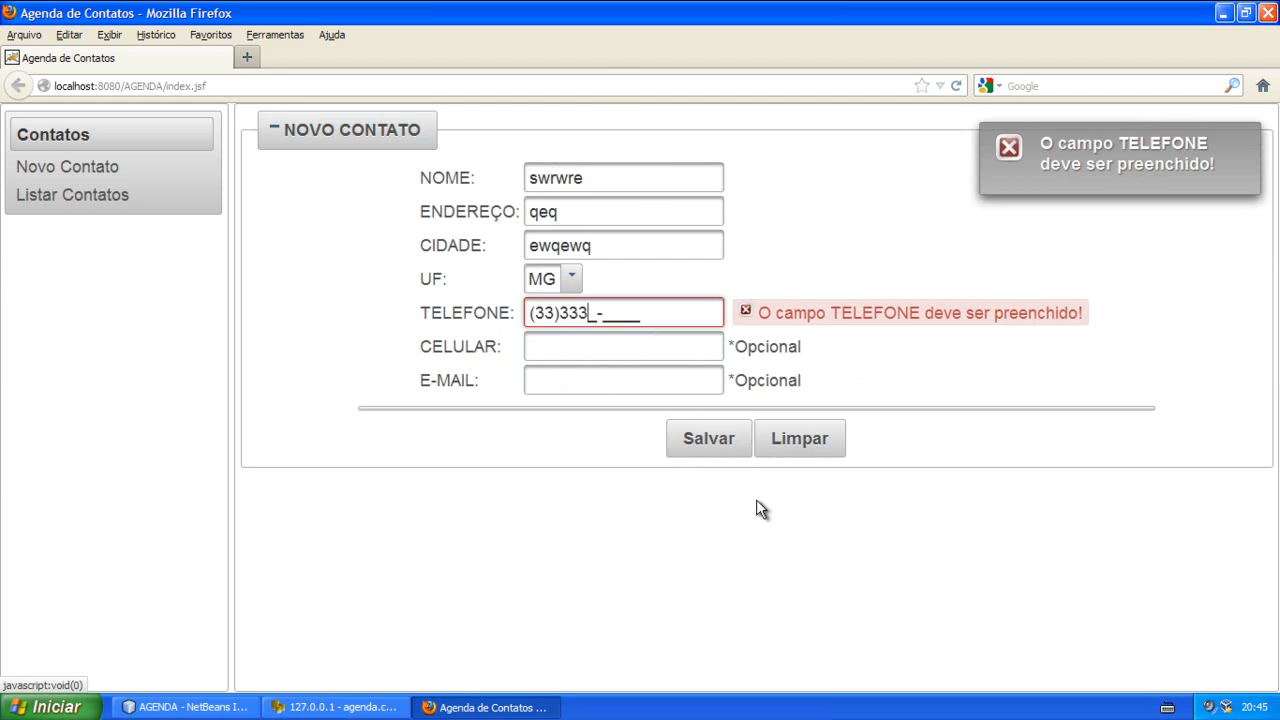 Agenda de Contatos - Mozilla Firefox
Arquivo Editar Exibir Histórico Favoritos Ferramentas Ajuda
Agenda de Contatos
localhost:8080/AGENDA/index.jsf
Google
Contatos
Novo Contato
Listar Contatos
NOVO CONTATO
O campo TELEFONE
deve ser preenchido!
NOME: swrwre
ENDEREÇO: qeq
CIDADE: ewqewq
UF: MG
TELEFONE: (33)333_-____ O campo TELEFONE deve ser preenchido!
CELULAR: *Opcional
E-MAIL: *Opcional
Salvar Limpar
javascript:void(0)
Iniciar AGENDA - NetBeans I... 127.0.0.1 - agenda.c... Agenda de Contatos ... 20:45